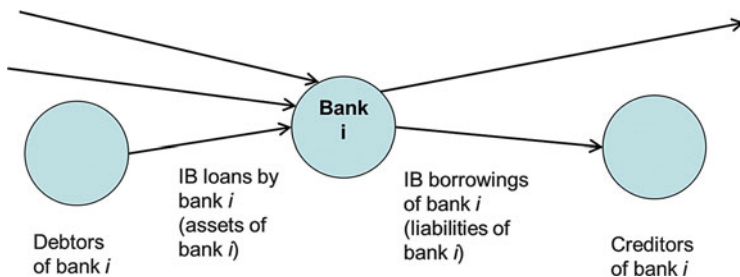 Bank
i
IB loans by
bank i
(assets of
bank i)
IB borrowings
of bank i
(liabilities of
bank i)
Debtors
of bank i
Creditors
of bank i